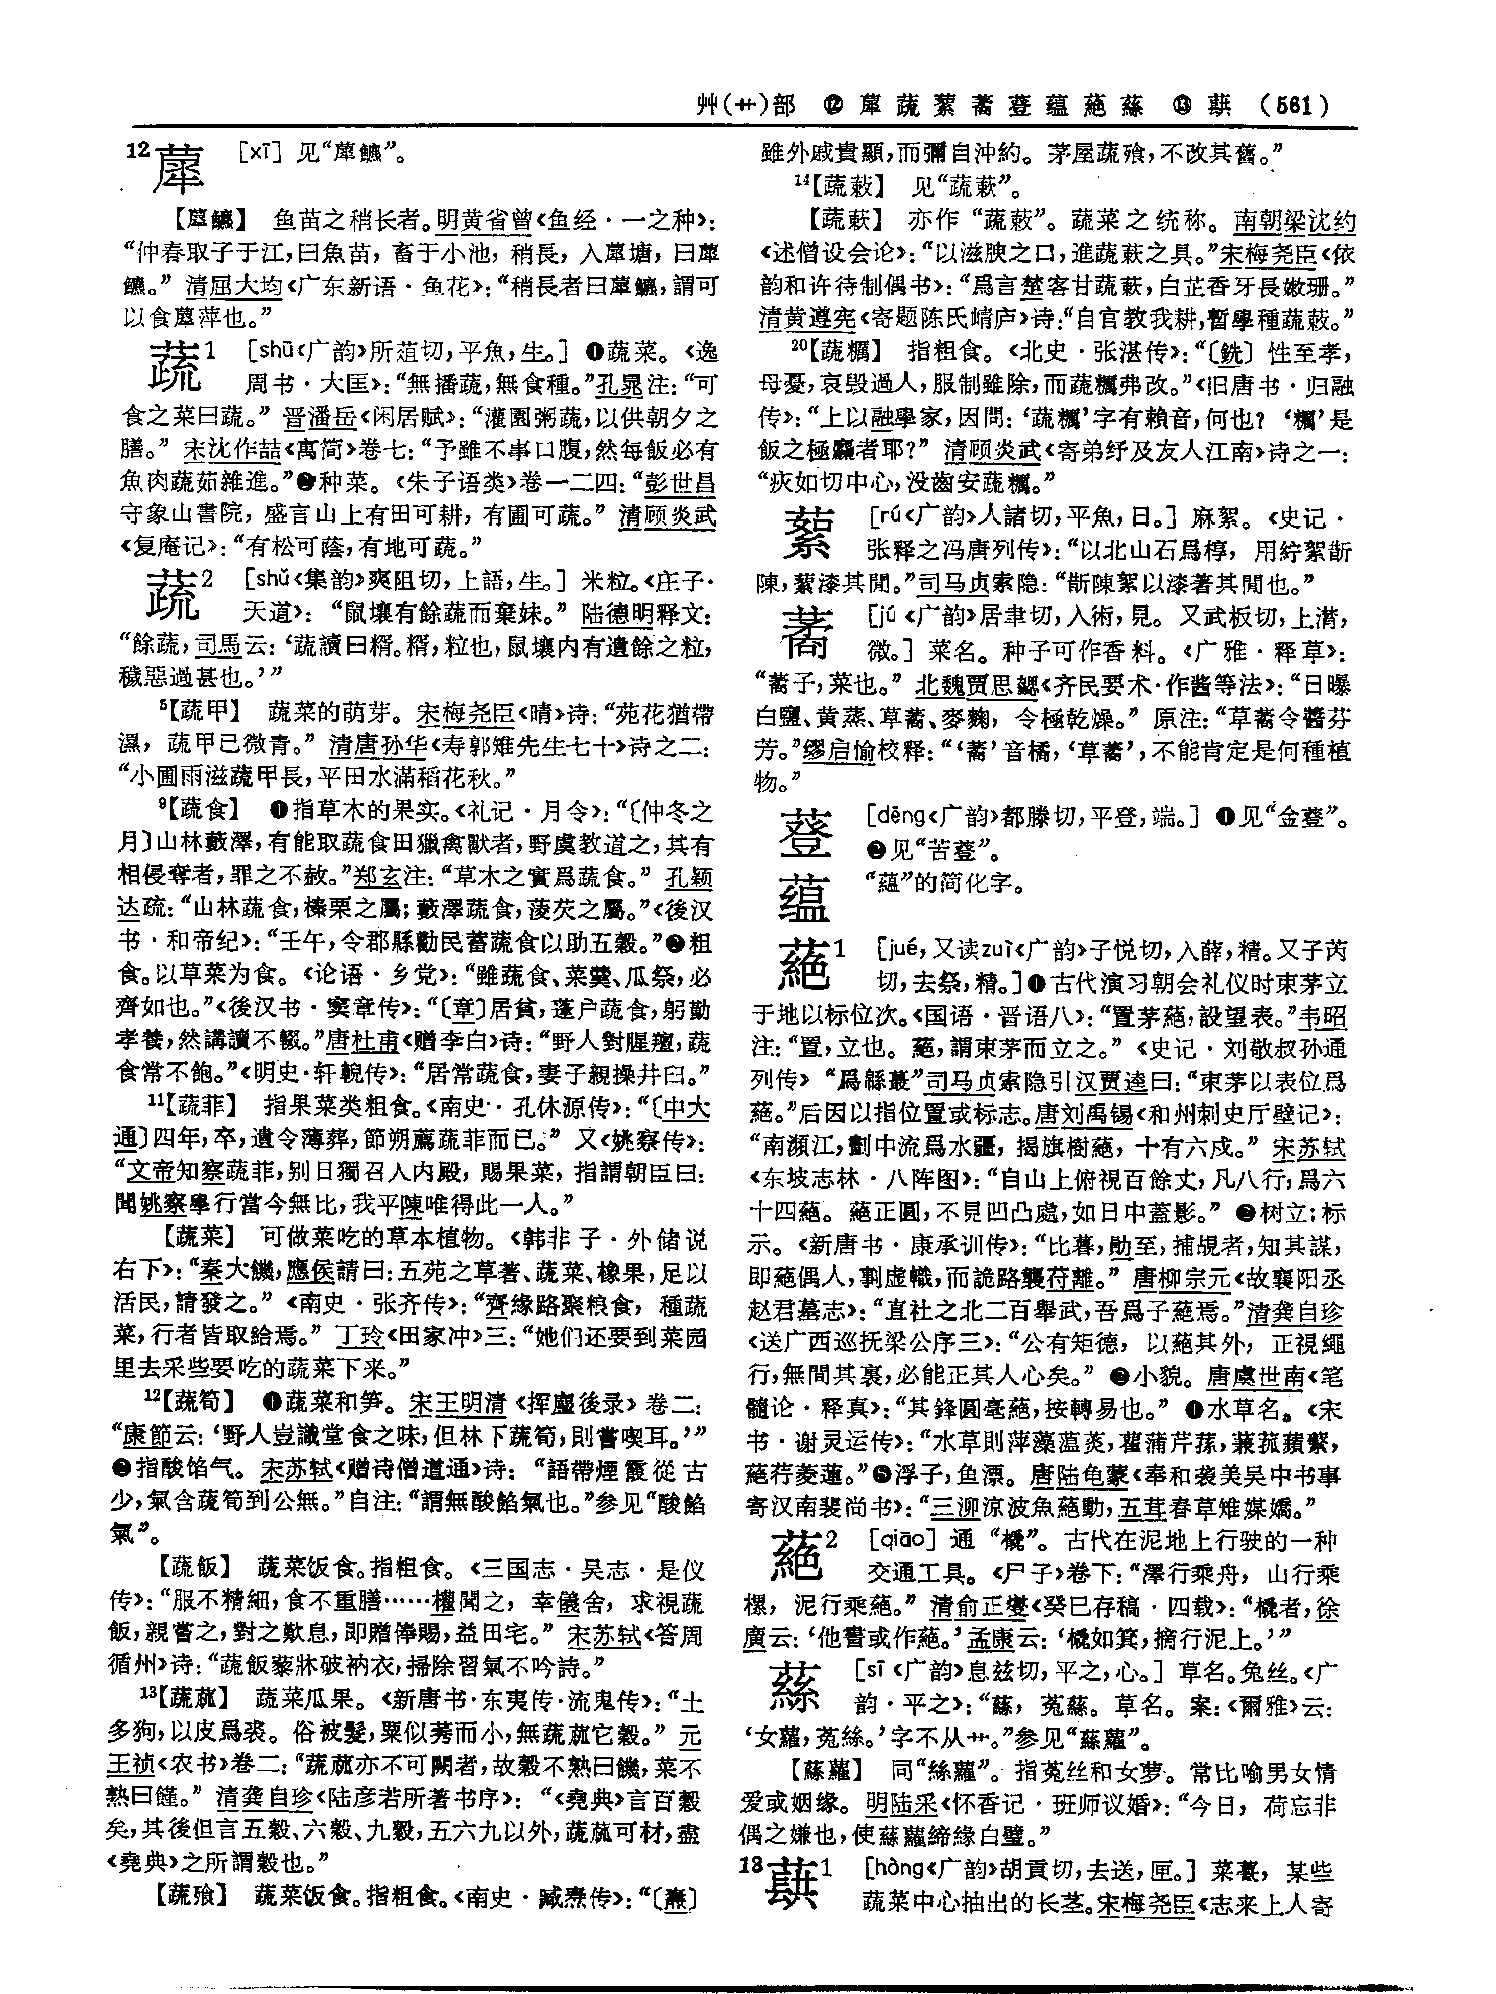 艸(艹)部 ⓬ 蔬 蕠 蕎 蕴 蕝 蕬 ⓭ (561)
12 [xī] 见“
鱼苗之稍长者。明黄省曾《鱼经·一之种》：
“仲春取子于江，曰魚苗，畜于小池，稍長，入 塘，曰
。”清屈大均《广东新语·鱼花》：“稍長者曰 ，謂可
以食 萍也。”
蔬1 [shū《广韵》所葅切，平魚，生。] ❶蔬菜。《逸
周书·大匡》：“無播蔬，無食種。”孔晁注：“可
食之菜曰蔬。”晋潘岳《闲居赋》：“灌園粥蔬，以供朝夕之
膳。”宋沈作喆《寓简》卷七：“予雖不事口腹，然每飯必有
魚肉蔬茹雜進。”❷种菜。《朱子语类》卷一二四：“彭世昌
守象山書院，盛言山上有田可耕，有圃可蔬。”清顾炎武
《复庵记》：“有松可蔭，有地可蔬。”
蔬2 [shǔ《集韵》爽阻切，上語，生。] 米粒。《庄子·
天道》：“鼠壤有餘蔬而棄妹。”陆德明释文：
“餘蔬，司馬云：‘蔬讀曰糈。糈，粒也，鼠壤内有遺餘之粒，
穢惡過甚也。’”
5【蔬甲】 蔬菜的萌芽。宋梅尧臣《晴》诗：“苑花猶帶
濕，蔬甲已微青。”清唐孙华《寿郭雉先生七十》诗之二：
“小圃雨滋蔬甲長，平田水滿稻花秋。”
9【蔬食】 ❶指草木的果实。《礼记·月令》：“〔仲冬之
月〕山林藪澤，有能取蔬食田獵禽獸者，野虞教道之，其有
相侵奪者，罪之不赦。”郑玄注：“草木之實爲蔬食。”孔颖
达疏：“山林蔬食，榛栗之屬；藪澤蔬食，菱芡之屬。”《後汉
书·和帝纪》：“壬午，令郡縣勸民蓄蔬食以助五穀。”❷粗
食。以草菜为食。《论语·乡党》：“雖蔬食、菜羹、瓜祭，必
齊如也。”《後汉书·窦章传》：“〔章〕居貧，蓬户蔬食，躬勤
孝養，然講讀不輟。”唐杜甫《赠李白》诗：“野人對腥羶，蔬
食常不飽。”《明史·轩輗传》：“居常蔬食，妻子親操井臼。”
11【蔬菲】 指果菜类粗食。《南史·孔休源传》：“〔中大
通〕四年，卒，遺令薄葬，節朔薦蔬菲而已。”又《姚察传》：
“文帝知察蔬菲，别日獨召入内殿，賜果菜，指謂朝臣曰：
聞姚察學行當今無比，我平陳唯得此一人。”
【蔬菜】 可做菜吃的草本植物。《韩非子·外储说
右下》：“秦大饑，應侯請曰：五苑之草著、蔬菜、橡果，足以
活民，請發之。”《南史·张齐传》：“齊緣路聚粮食，種蔬
菜，行者皆取給焉。”丁玲《田家冲》三：“她们还要到菜园
里去采些要吃的蔬菜下来。”
12【蔬筍】 ❶蔬菜和笋。宋王明清《挥麈後录》卷二：
“康節云：‘野人豈識堂食之味，但林下蔬筍，則嘗喫耳。’”
❷指酸馅气。宋苏轼《赠诗僧道通》诗：“語帶煙霞從古
少，氣含蔬筍到公無。”自注：“謂無酸餡氣也。”参见“酸餡
氣”。
【蔬飯】 蔬菜饭食。指粗食。《三国志·吴志·是仪
传》：“服不精細，食不重膳……權聞之，幸儀舍，求視蔬
飯，親嘗之，對之歎息，即贈俸賜，益田宅。”宋苏轼《答周
循州》诗：“蔬飯藜牀破衲衣，掃除習氣不吟詩。”
13【蔬蓏】 蔬菜瓜果。《新唐书·东夷传·流鬼传》：“土
多狗，以皮爲裘。俗被髮，粟似莠而小，無蔬蓏它穀。”元
王祯《农书》卷二：“蔬蓏亦不可闕者，故穀不熟曰饑，菜不
熟曰饉。”清龚自珍《陆彦若所著书序》：“《堯典》言百穀
矣，其後但言五穀、六穀、九穀，五六九以外，蔬蓏可材，盡
《堯典》之所謂穀也。”
【蔬飱】 蔬菜饭食。指粗食。《南史·臧焘传》：“〔燾〕
雖外戚貴顯，而彌自沖約。茅屋蔬飱，不改其舊。”
14【蔬蔌】 见“蔬蔌”。
【蔬蔌】 亦作“蔬蔌”。蔬菜之统称。南朝梁沈约
《述僧设会论》：“以滋腴之口，進蔬蔌之具。”宋梅尧臣《依
韵和许待制偶书》：“爲言楚客甘蔬蔌，白芷香牙長嫩珊。”
清黄遵宪《寄题陈氏崝庐》诗：“自官教我耕，暫學種蔬蔌。”
20【蔬糲】 指粗食。《北史·张湛传》：“〔銑〕性至孝，
母憂，哀毁過人，服制雖除，而蔬糲弗改。”《旧唐书·归融
传》：“上以融學家，因問：‘蔬糲’字有賴音，何也？‘糲’是
飯之極麤者耶？”清顾炎武《寄弟纾及友人江南》诗之一：
“疢如切中心，没齒安蔬糲。”
蕠 [rú《广韵》人諸切，平魚，日。] 麻絮。《史记·
张释之冯唐列传》：“以北山石爲椁，用紵絮斮
陳，蕠漆其閒。”司马贞索隐：“斮陳絮以漆著其閒也。”
[jú《广韵》居聿切，入術，見。又武板切，上潸，
微。] 菜名。种子可作香料。《广雅·释草》：
“ 子，菜也。”北魏贾思勰《齐民要术·作酱等法》：“日曝
白鹽、黄蒸、草 、麥麴，令極乾燥。”原注：“草 令醬芬
芳。”缪启愉校释：“‘ ’音橘，‘草 ’，不能肯定是何種植
物。”
[dēng《广韵》都滕切，平登，端。] ❶见“金 ”。
❷见“苦 ”。
蕴 “藴”的简化字。
蕝1 [jué，又读zuì《广韵》子悦切，入薛，精。又子芮
切，去祭，精。] ❶古代演习朝会礼仪时束茅立
于地以标位次。《国语·晋语八》：“置茅蕝，設望表。”韦昭
注：“置，立也。蕝，謂束茅而立之。”《史记·刘敬叔孙通
列传》“爲緜蕞”司马贞索隐引汉贾逵曰：“束茅以表位爲
蕝。”后因以指位置或标志。唐刘禹锡《和州刺史厅壁记》：
“南瀕江，劃中流爲水疆，揭旗樹蕝，十有六戍。”宋苏轼
《东坡志林·八阵图》：“自山上俯視百餘丈，凡八行，爲六
十四蕝。蕝正圓，不見凹凸處，如日中蓋影。”❷树立；标
示。《新唐书·康承训传》：“比暮，勛至，捕覘者，知其謀，
即蕝偶人，剚虚幟，而詭路襲苻離。”唐柳宗元《故襄阳丞
赵君墓志》：“直社之北二百舉武，吾爲子蕝焉。”清龚自珍
《送广西巡抚梁公序三》：“公有矩德，以蕝其外，正視繩
行，無間其裏，必能正其人心矣。”❸小貌。唐虞世南《笔
髓论·释真》：“其鋒圓毫蕝，按轉易也。”❹水草名。《宋
书·谢灵运传》：“水草則萍藻薀菼，雚蒲芹蓀，蒹菰蘋蘩，
蕝荇菱蓮。”❺浮子，鱼漂。唐陆龟蒙《奉和袭美吴中书事
寄汉南裴尚书》：“三泖凉波魚蕝動，五茸春草雉媒嬌。”
蕝2 [qiāo] 通“橇”。古代在泥地上行驶的一种
交通工具。《尸子》卷下：“澤行乘舟，山行乘
樏，泥行乘蕝。”清俞正燮《癸巳存稿·四载》：“橇者，徐
廣云：‘他書或作蕝。’孟康云：‘橇如箕，摘行泥上。’”
蕬 [sī《广韵》息兹切，平之，心。] 草名。兔丝。《广
韵·平之》：“蕬，菟蕬。草名。案：《爾雅》云：
‘女蘿，菟絲。’字不从艹。”参见“蕬蘿”。
【蕬蘿】 同“絲蘿”。指菟丝和女萝。常比喻男女情
爱或姻缘。明陆采《怀香记·班师议婚》：“今日，荷忘非
偶之嫌也，使蕬蘿締緣白璧。”
13 1 [hòng《广韵》胡貢切，去送，匣。] 菜薹，某些
蔬菜中心抽出的长茎。宋梅尧臣《志来上人寄